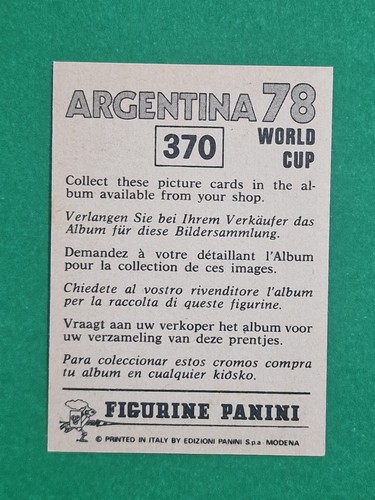 ARGENTINA 78
370
WORLD
CUP
Collect these picture cards in the al-
bum available from your shop.
Verlangen Sie bei Ihrem Verkäufer das
Album für diese Bildersammlung.
Demandez à votre détaillant l'Album
pour la collection de ces images.
Chiedete al vostro rivenditore l'album
per la raccolta di queste figurine.
Vraagt aan uw verkoper het album voor
uw verzameling van deze prentjes.
Para coleccionar estos cromos compra
tu album en cualquier kiósko.
FIGURINE PANINI
© PRINTED IN ITALY BY EDIZIONI PANINI S.p.a - MODENA